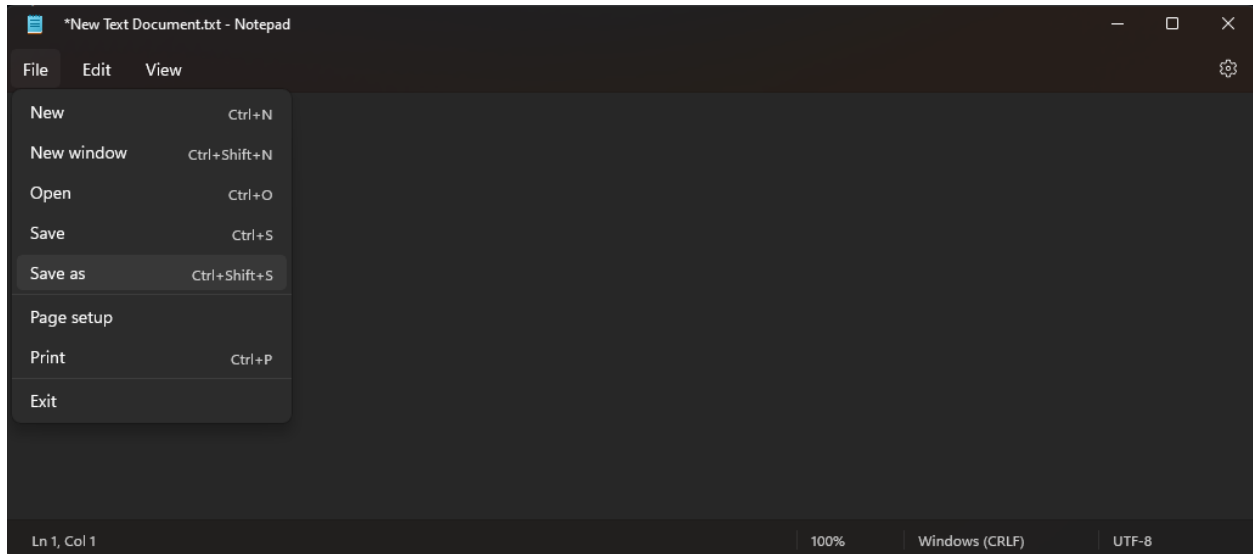 *New Text Document.txt - Notepad
File Edit View
New Ctrl+N
New window Ctrl+Shift+N
Open Ctrl+O
Save Ctrl+S
Save as Ctrl+Shift+S
Page setup
Print Ctrl+P
Exit
Ln 1, Col 1 100% Windows (CRLF) UTF-8